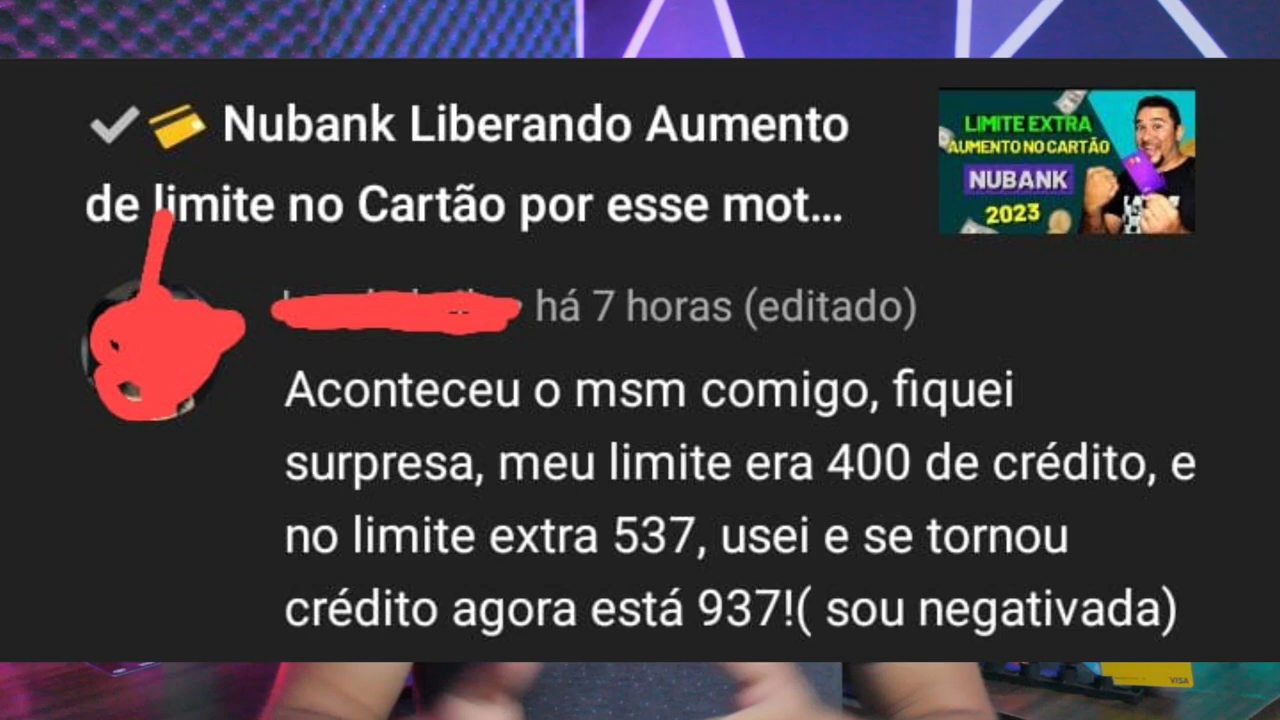 ✔️💳 Nubank Liberando Aumento
de limite no Cartão por esse mot...
LIMITE EXTRA
AUMENTO NO CARTÃO
NUBANK
2023
há 7 horas (editado)
Aconteceu o msm comigo, fiquei
surpresa, meu limite era 400 de crédito, e
no limite extra 537, usei e se tornou
crédito agora está 937!( sou negativada)
VISA